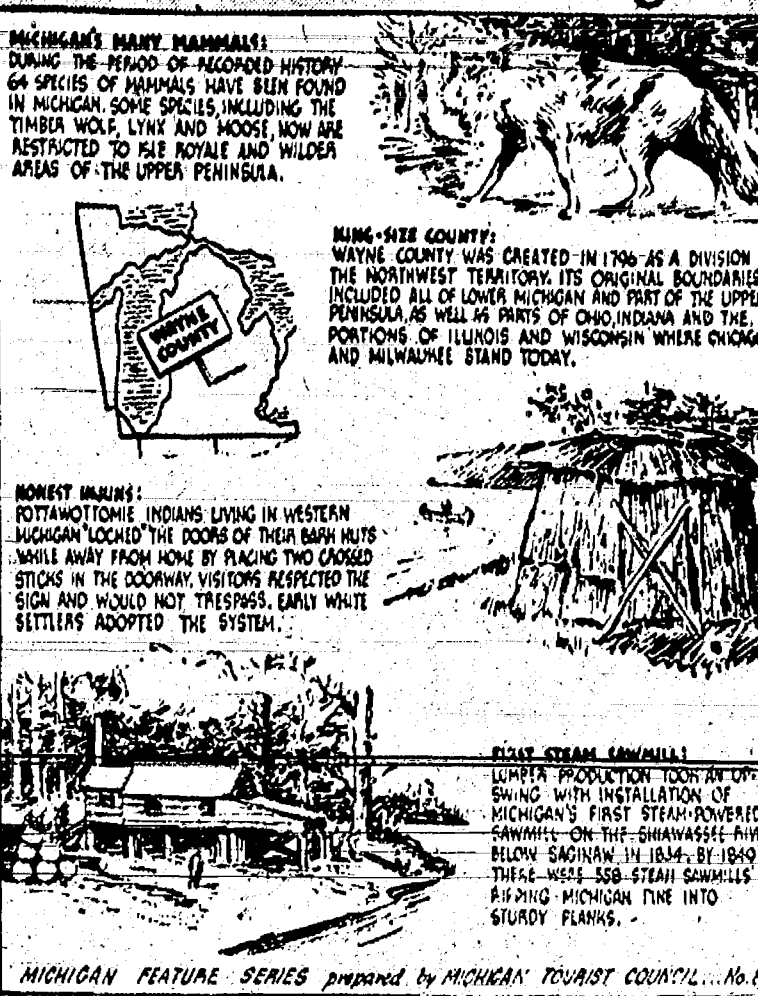 MICHIGAN'S MANY MAMMALS:
DURING THE PERIOD OF RECORDED HISTORY
64 SPECIES OF MAMMALS HAVE BEEN FOUND
IN MICHIGAN. SOME SPECIES, INCLUDING THE
TIMBER WOLF, LYNX AND MOOSE, NOW ARE
RESTRICTED TO ISLE ROYALE AND WILDER
AREAS OF THE UPPER PENINSULA.
WAYNE
COUNTY
KING-SIZE COUNTY:
WAYNE COUNTY WAS CREATED IN 1796 AS A DIVISION
THE NORTHWEST TERRITORY. ITS ORIGINAL BOUNDARIES
INCLUDED ALL OF LOWER MICHIGAN AND PART OF THE UPPE
PENINSULA, AS WELL AS PARTS OF OHIO, INDIANA AND THE,
PORTIONS OF ILLINOIS AND WISCONSIN WHERE CHICAG
AND MILWAUKEE STAND TODAY.
HONEST INJUNS:
POTTAWOTTOMIE INDIANS LIVING IN WESTERN
MICHIGAN "LOCKED" THE DOORS OF THEIR BARK HUTS
WHILE AWAY FROM HOME BY PLACING TWO CROSSED
STICKS IN THE DOORWAY. VISITORS RESPECTED THE
SIGN AND WOULD NOT TRESPASS. EARLY WHITE
SETTLERS ADOPTED THE SYSTEM.
FIRST STEAM SAWMILL:
LUMBER PRODUCTION TOOK AN UP-
SWING WITH INSTALLATION OF
MICHIGAN'S FIRST STEAM-POWERED
SAWMILL ON THE SHIAWASSEE RIV
BELOW SAGINAW IN 1834. BY 1849
THERE WERE 558 STEAM SAWMILLS
RIPPING MICHIGAN PINE INTO
STURDY PLANKS.
MICHIGAN FEATURE SERIES prepared by MICHIGAN TOURIST COUNCIL... No.